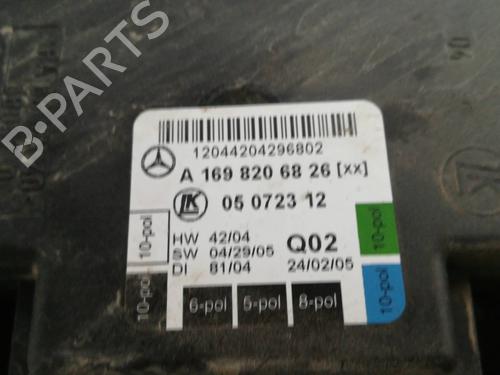 12044204296802
A 169 820 68 26 [xx]
LK
05 0723 12
HW 42/04
SW 04/29/05
DI 81/04
Q02
24/02/05
10-pol
10-pol
10-pol
10-pol
6-pol
5-pol
8-pol
B-PARTS
04